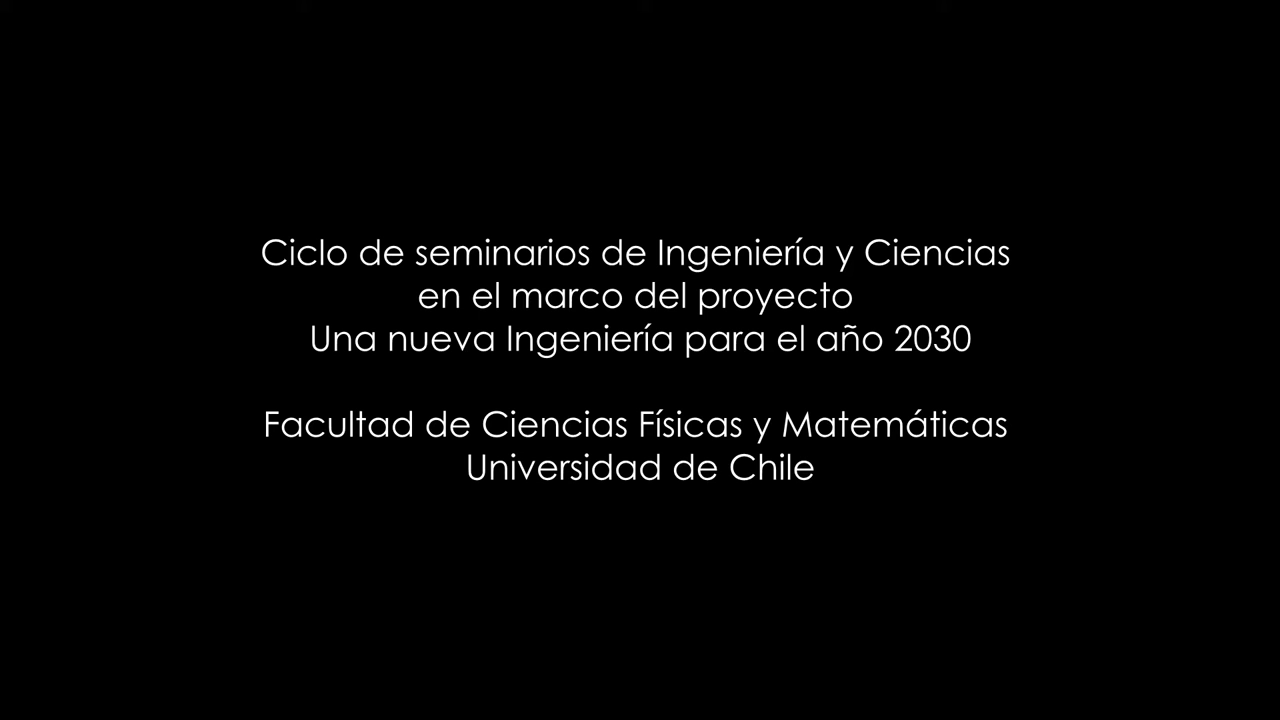 Ciclo de seminarios de Ingeniería y Ciencias
en el marco del proyecto
Una nueva Ingeniería para el año 2030
Facultad de Ciencias Físicas y Matemáticas
Universidad de Chile